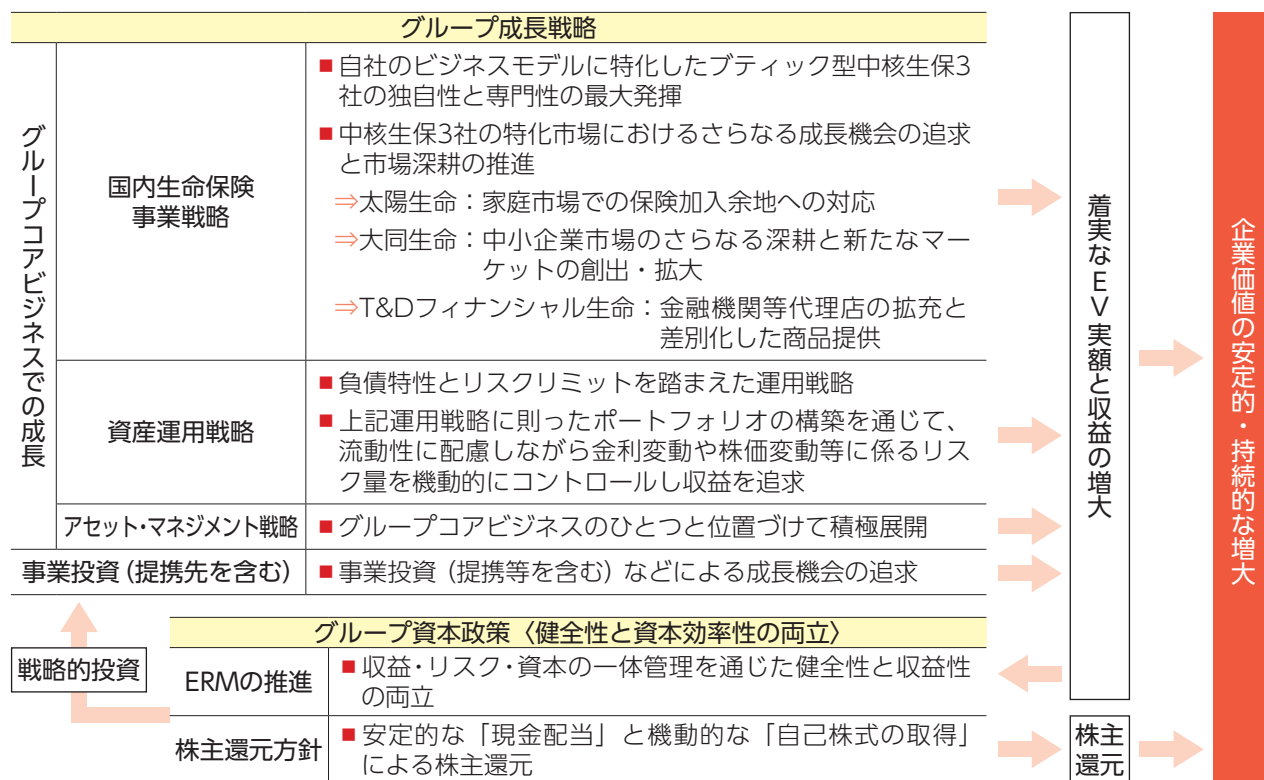 グループ成長戦略
グループコアビジネスでの成長
国内生命保険
事業戦略
■自社のビジネスモデルに特化したブティック型中核生保3
社の独自性と専門性の最大発揮
■中核生保3社の特化市場におけるさらなる成長機会の追求
と市場深耕の推進
⇒太陽生命：家庭市場での保険加入余地への対応
⇒大同生命：中小企業市場のさらなる深耕と新たなマー
ケットの創出・拡大
⇒T&Dフィナンシャル生命：金融機関等代理店の拡充と
差別化した商品提供
資産運用戦略
■負債特性とリスクリミットを踏まえた運用戦略
■上記運用戦略に則ったポートフォリオの構築を通じて、
流動性に配慮しながら金利変動や株価変動等に係るリス
ク量を機動的にコントロールし収益を追求
アセット・マネジメント戦略
■グループコアビジネスのひとつと位置づけて積極展開
事業投資（提携先を含む）
■事業投資（提携等を含む）などによる成長機会の追求
着実なEV実額と収益の増大
企業価値の安定的・持続的な増大
戦略的投資
グループ資本政策〈健全性と資本効率性の両立〉
ERMの推進
■収益・リスク・資本の一体管理を通じた健全性と収益性
の両立
株主還元方針
■安定的な「現金配当」と機動的な「自己株式の取得」
による株主還元
株主
還元